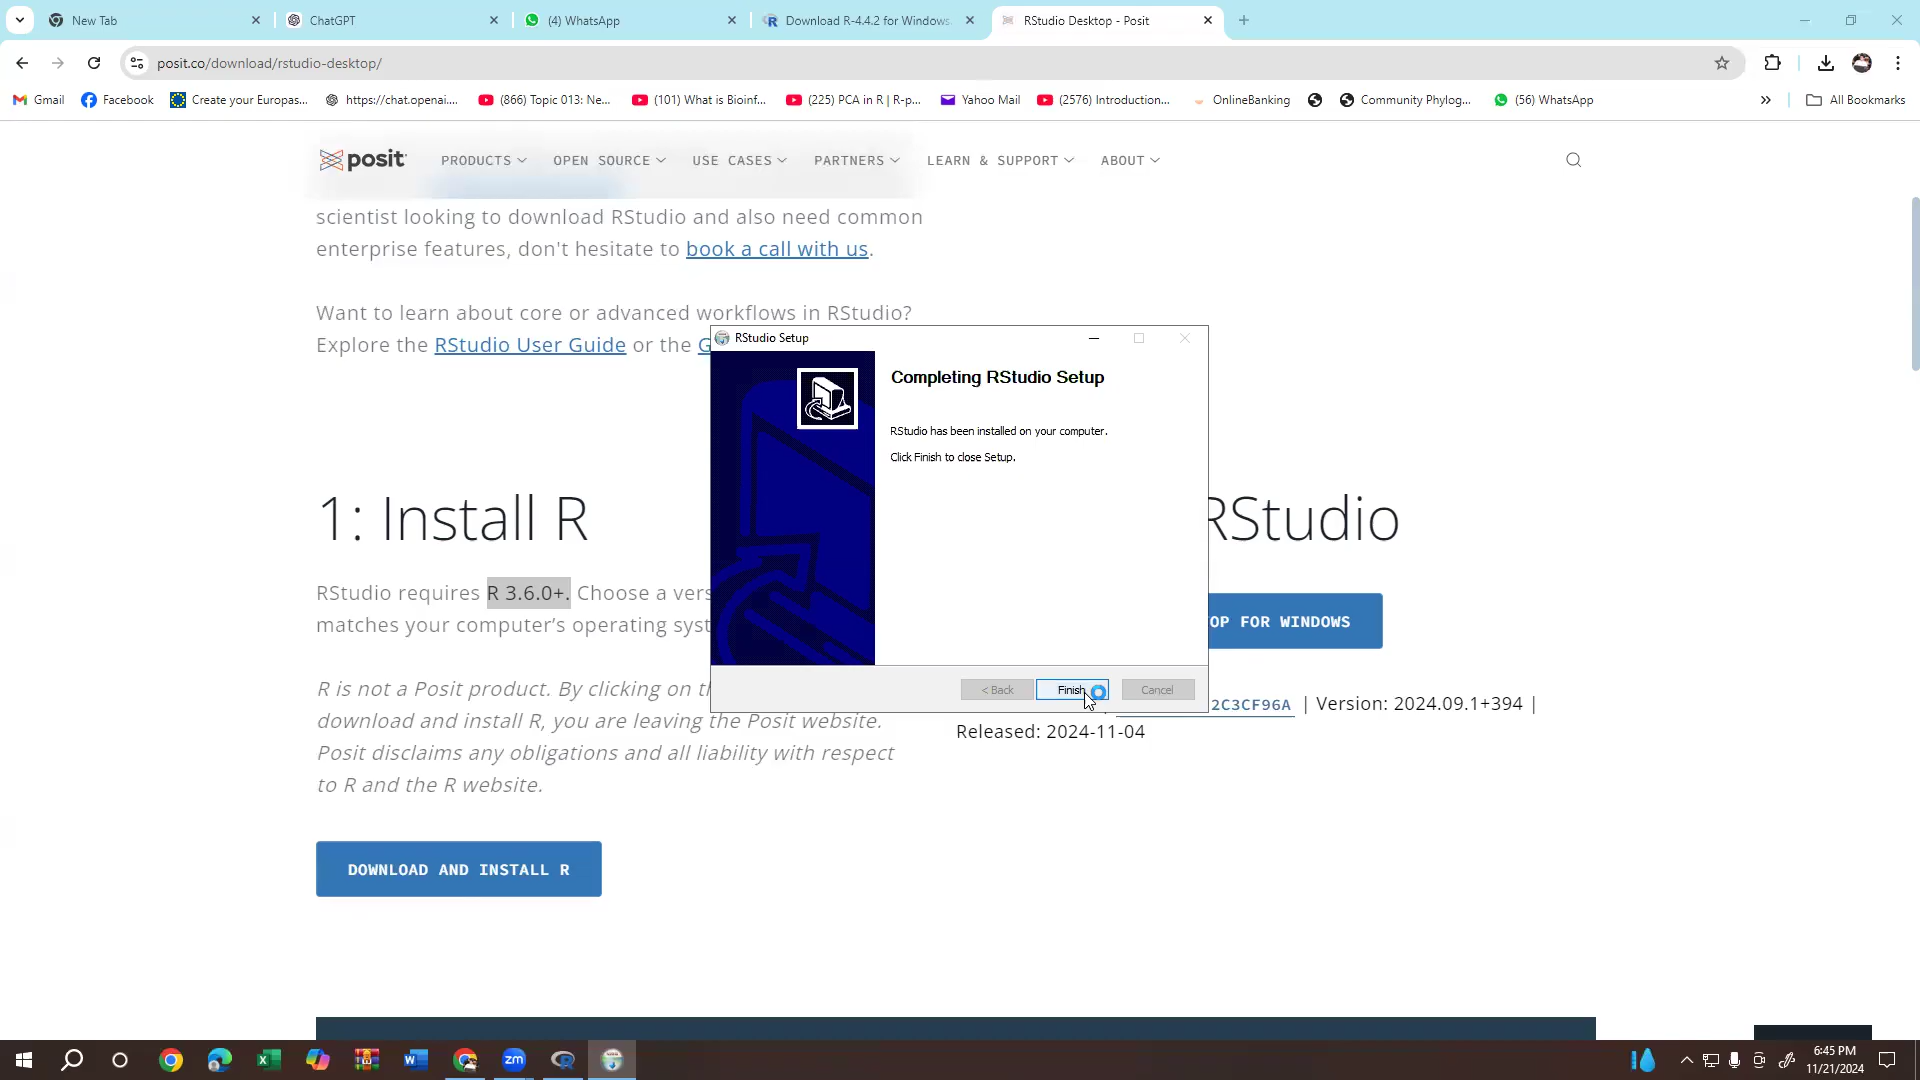 New Tab
ChatGPT
(4) WhatsApp
Download R-4.4.2 for Windows.
RStudio Desktop - Posit
posit.co/download/rstudio-desktop/
Gmail
Facebook
Create your Europas...
https://chat.openai....
(866) Topic 013: Ne...
(101) What is Bioinf...
(225) PCA in R | R-p...
Yahoo Mail
(2576) Introduction...
OnlineBanking
Community Phylog...
(56) WhatsApp
All Bookmarks
posit
PRODUCTS
OPEN SOURCE
USE CASES
PARTNERS
LEARN & SUPPORT
ABOUT
scientist looking to download RStudio and also need common
enterprise features, don't hesitate to book a call with us.
Want to learn about core or advanced workflows in RStudio?
Explore the RStudio User Guide or the G
RStudio Setup
Completing RStudio Setup
RStudio has been installed on your computer.
Click Finish to close Setup.
< Back
Finish
Cancel
1: Install R
RStudio requires R 3.6.0+. Choose a vers
matches your computer's operating syst
R is not a Posit product. By clicking on th
download and install R, you are leaving the Posit website.
Posit disclaims any obligations and all liability with respect
to R and the R website.
DOWNLOAD AND INSTALL R
RStudio
TOP FOR WINDOWS
2C3CF96A | Version: 2024.09.1+394 |
Released: 2024-11-04
zm
6:45 PM
11/21/2024